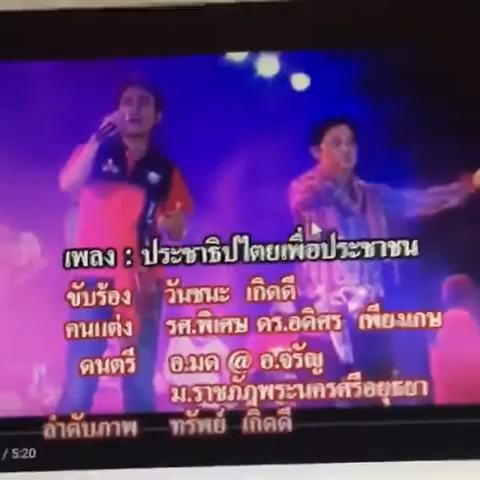 เพลง : ประชาธิปไตยเพื่อประชาชน
ขับร้อง วันชนะ เกิดดี
คนแต่ง รศ.พิเศษ ดร.อดิศร เพียงเกษ
ดนตรี อ.มด @ อ.จรัญ
ม.ราชภัฏพระนครศรีอยุธยา
ลำดับภาพ ทรัพย์ เกิดดี
/ 5:20